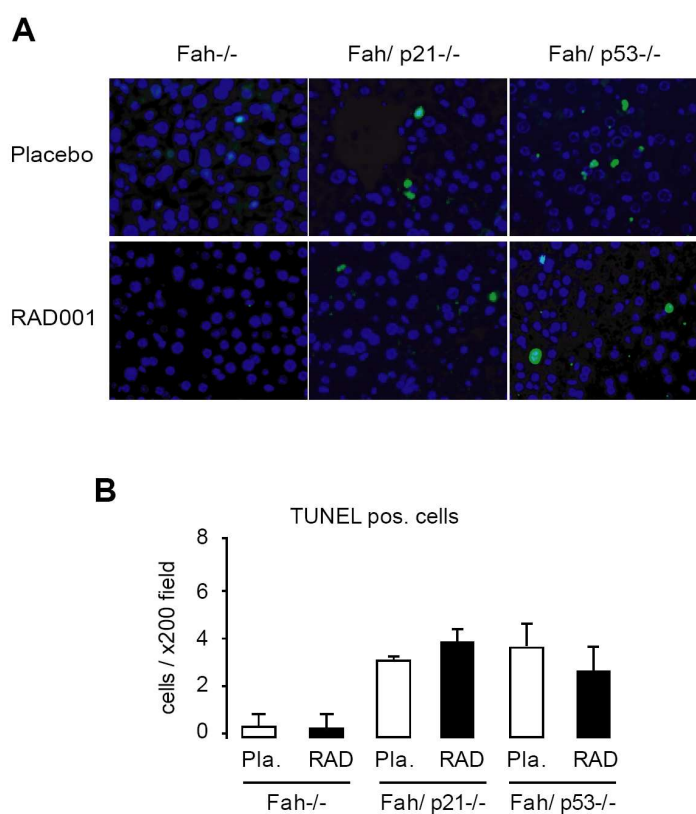 A
Fah-/- Fah/ p21-/- Fah/ p53-/-
Placebo
RAD001
B
TUNEL pos. cells
cells / x200 field
8
6
4
2
0
Pla. RAD Pla. RAD Pla. RAD
Fah-/- Fah/ p21-/- Fah/ p53-/-